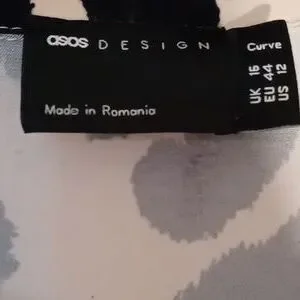 asos DESIGN
Curve
UK 16
EU 44
US 12
Made in Romania